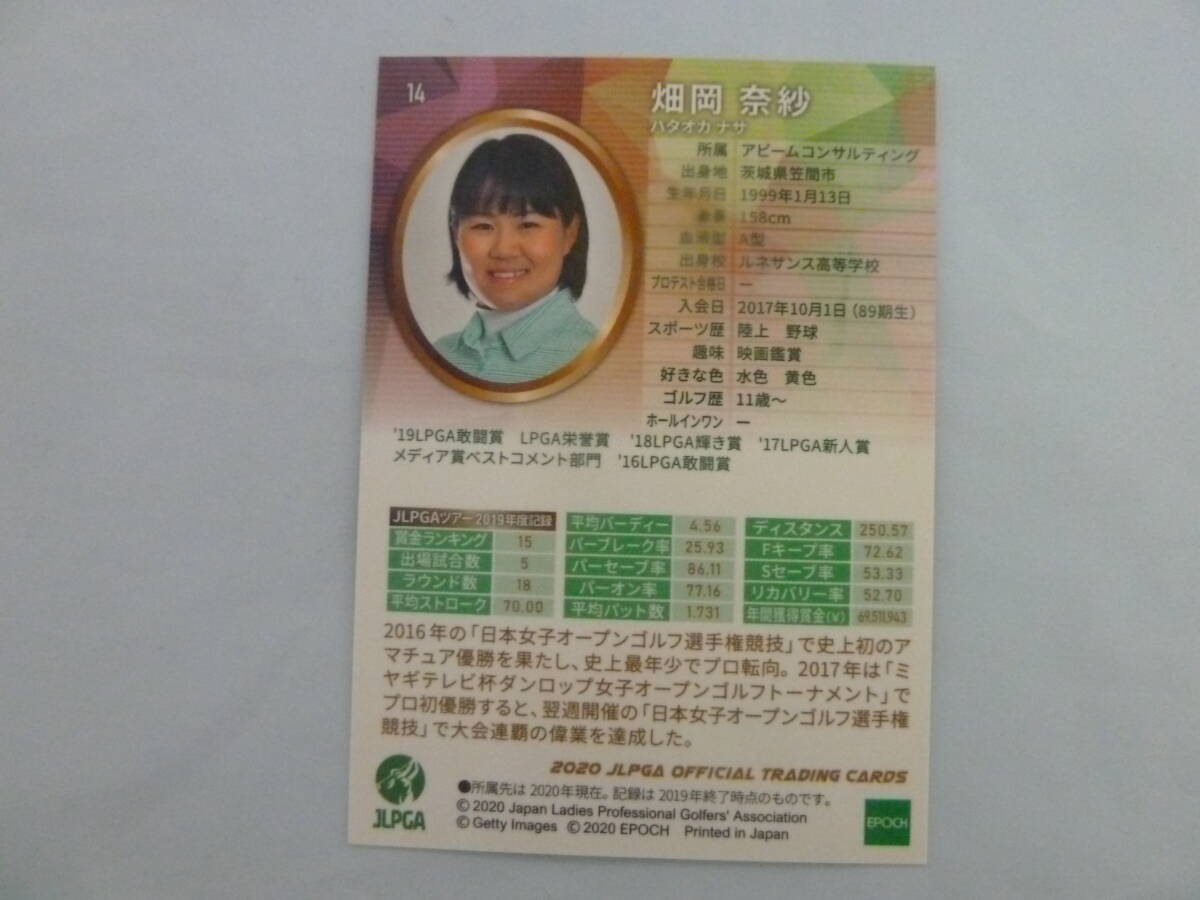 14
畑岡 奈紗
ハタオカ ナサ
所属 アビームコンサルティング
出身地 茨城県笠間市
生年月日 1999年1月13日
身長 158cm
血液型 A型
出身校 ルネサンス高等学校
プロテスト合格日 ー
入会日 2017年10月1日（89期生）
スポーツ歴 陸上　野球
趣味 映画鑑賞
好きな色 水色　黄色
ゴルフ歴 11歳〜
ホールインワン ー
'19LPGA敢闘賞　LPGA栄誉賞　'18LPGA輝き賞　'17LPGA新人賞
メディア賞ベストコメント部門　'16LPGA敢闘賞
JLPGAツアー 2019年度記録
賞金ランキング 15
出場試合数 5
ラウンド数 18
平均ストローク 70.00
平均バーディー 4.56
パーブレーク率 25.93
パーセーブ率 86.11
パーオン率 77.16
平均パット数 1.731
ディスタンス 250.57
Fキープ率 72.62
Sセーブ率 53.33
リカバリー率 52.70
年間獲得賞金(¥) 69,511,943
2016年の「日本女子オープンゴルフ選手権競技」で史上初のア
マチュア優勝を果たし、史上最年少でプロ転向。2017年は「ミ
ヤギテレビ杯ダンロップ女子オープンゴルフトーナメント」で
プロ初優勝すると、翌週開催の「日本女子オープンゴルフ選手権
競技」で大会連覇の偉業を達成した。
2020 JLPGA OFFICIAL TRADING CARDS
●所属先は2020年現在。記録は2019年終了時点のものです。
© 2020 Japan Ladies Professional Golfers' Association
© Getty Images © 2020 EPOCH Printed in Japan
JLPGA
EPOCH